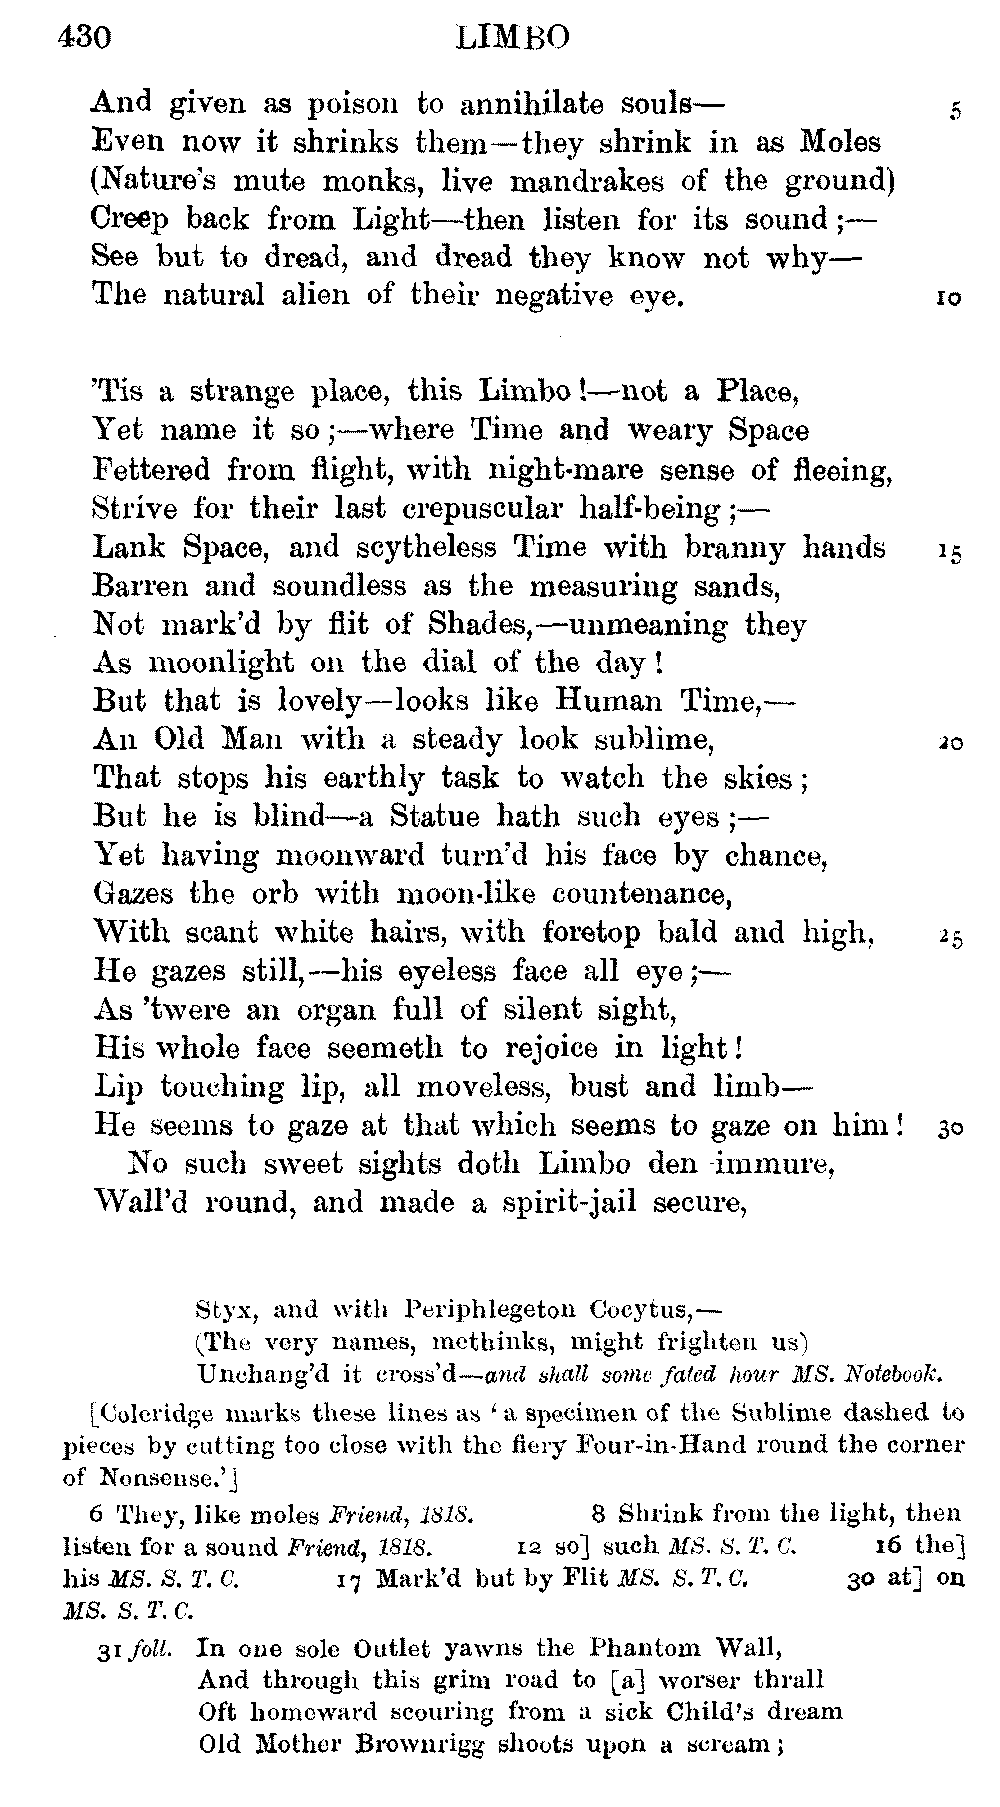 430 LIMBO
And given as poison to annihilate souls— 5
Even now it shrinks them—they shrink in as Moles
(Nature's mute monks, live mandrakes of the ground)
Creep back from Light—then listen for its sound ;—
See but to dread, and dread they know not why—
The natural alien of their negative eye. 10
'Tis a strange place, this Limbo !—not a Place,
Yet name it so ;—where Time and weary Space
Fettered from flight, with night-mare sense of fleeing,
Strive for their last crepuscular half-being ;—
Lank Space, and scytheless Time with branny hands 15
Barren and soundless as the measuring sands,
Not mark'd by flit of Shades,—unmeaning they
As moonlight on the dial of the day !
But that is lovely—looks like Human Time,—
An Old Man with a steady look sublime, 20
That stops his earthly task to watch the skies ;
But he is blind—a Statue hath such eyes ;—
Yet having moonward turn'd his face by chance,
Gazes the orb with moon-like countenance,
With scant white hairs, with foretop bald and high, 25
He gazes still,—his eyeless face all eye ;—
As 'twere an organ full of silent sight,
His whole face seemeth to rejoice in light !
Lip touching lip, all moveless, bust and limb—
He seems to gaze at that which seems to gaze on him ! 30
No such sweet sights doth Limbo den immure,
Wall'd round, and made a spirit-jail secure,
Styx, and with Periphlegeton Cocytus,—
(The very names, methinks, might frighten us)
Unchang'd it cross'd—and shall some fated hour MS. Notebook.
[Coleridge marks these lines as ' a specimen of the Sublime dashed to
pieces by cutting too close with the fiery Four-in-Hand round the corner
of Nonsense.']
6 They, like moles Friend, 1818. 8 Shrink from the light, then
listen for a sound Friend, 1818. 12 so] such MS. S. T. C. 16 the]
his MS. S. T. C. 17 Mark'd but by Flit MS. S. T. C. 30 at] on
MS. S. T. C.
31 foll. In one sole Outlet yawns the Phantom Wall,
And through this grim road to [a] worser thrall
Oft homeward scouring from a sick Child's dream
Old Mother Brownrigg shoots upon a scream ;